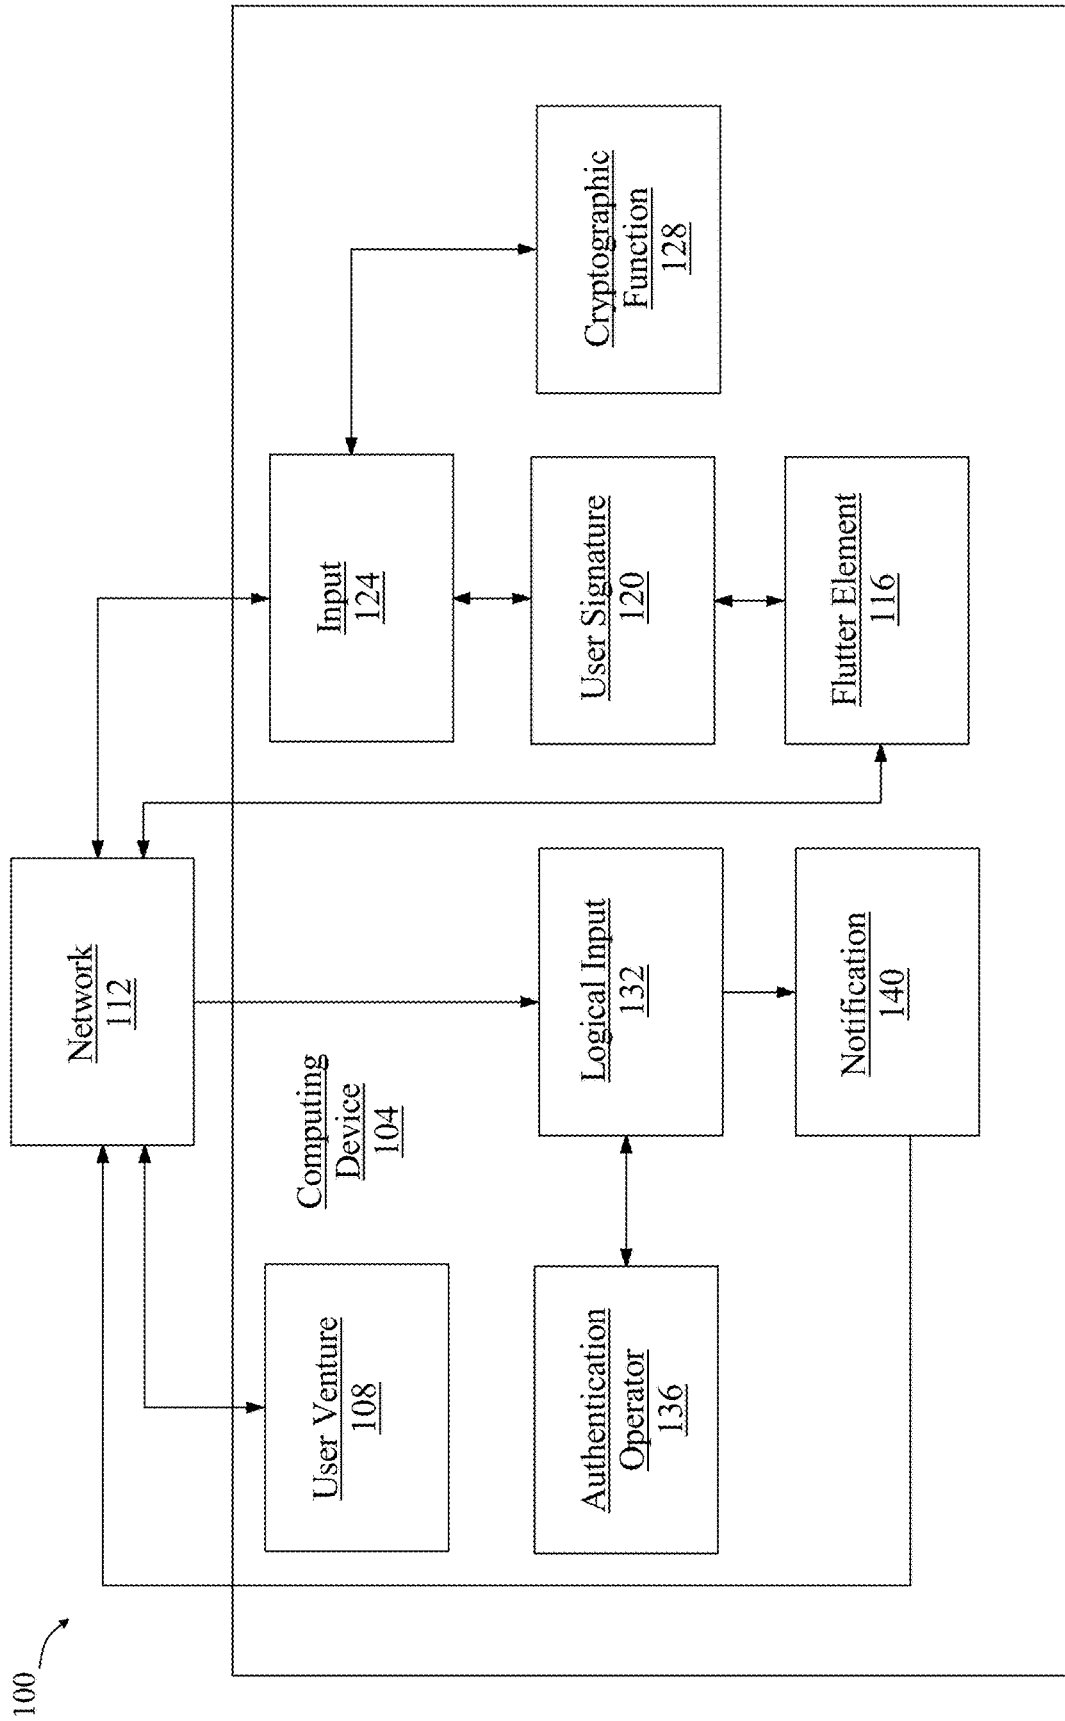 100
Network
112
User Venture
108
Computing
Device
104
Input
124
Authentication
Operator
136
Logical Input
132
User Signature
120
Cryptographic
Function
128
Notification
140
Flutter Element
116